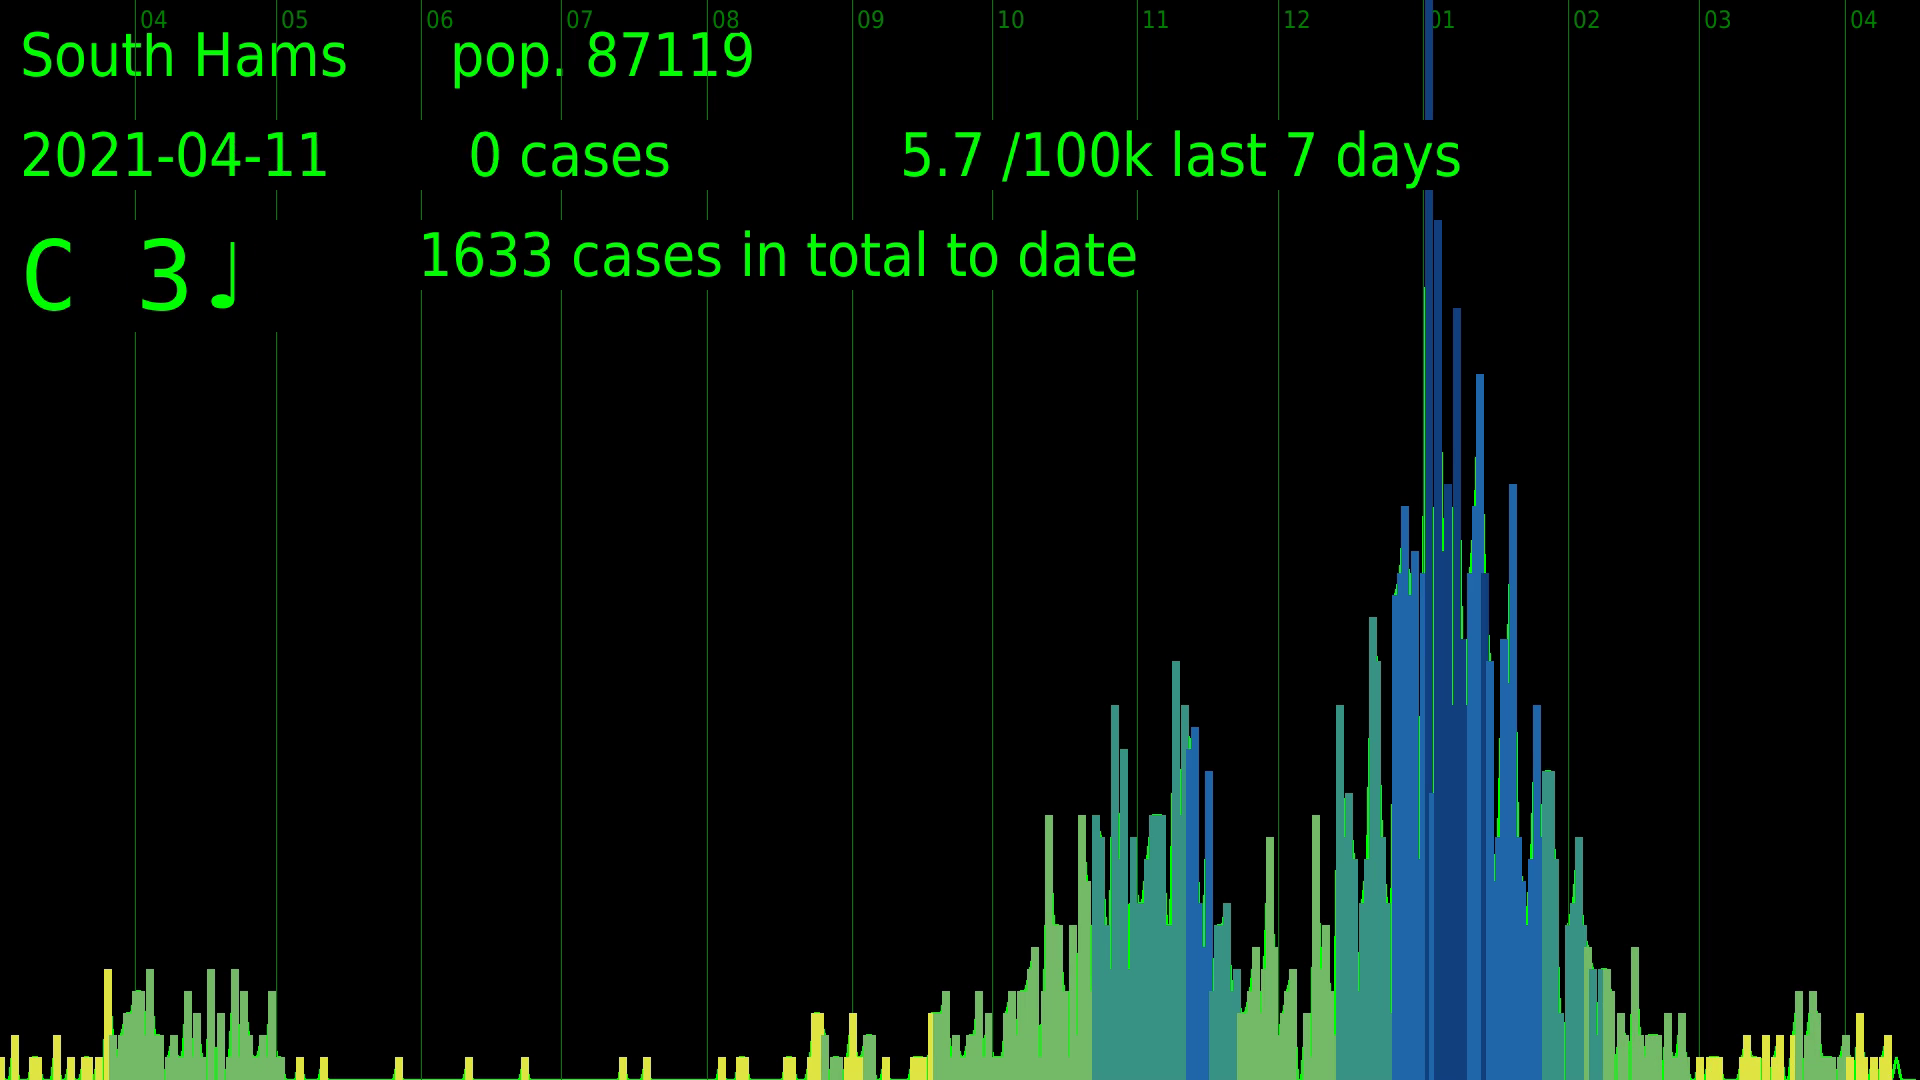 04 05 06 07 08 09 10 11 12 01 02 03 04
South Hams pop. 87119
2021-04-11 0 cases 5.7 /100k last 7 days
C 3♩ 1633 cases in total to date